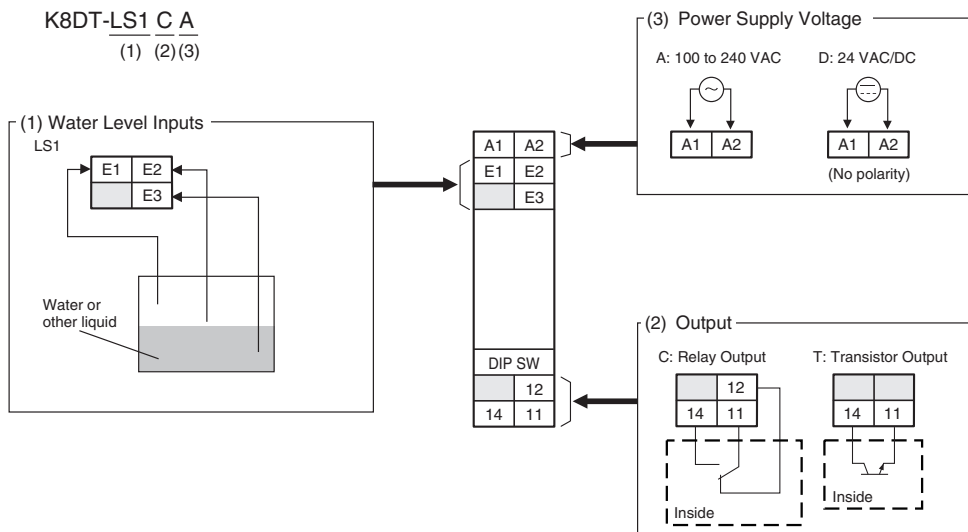 K8DT-LS1 C A
(1) (2)(3)
(1) Water Level Inputs
LS1
E1 E2
E3
Water or
other liquid
A1 A2
E1 E2
E3
DIP SW
12
14 11
(3) Power Supply Voltage
A: 100 to 240 VAC
D: 24 VAC/DC
A1 A2
A1 A2
(No polarity)
(2) Output
C: Relay Output
T: Transistor Output
12
14 11
14 11
Inside
Inside